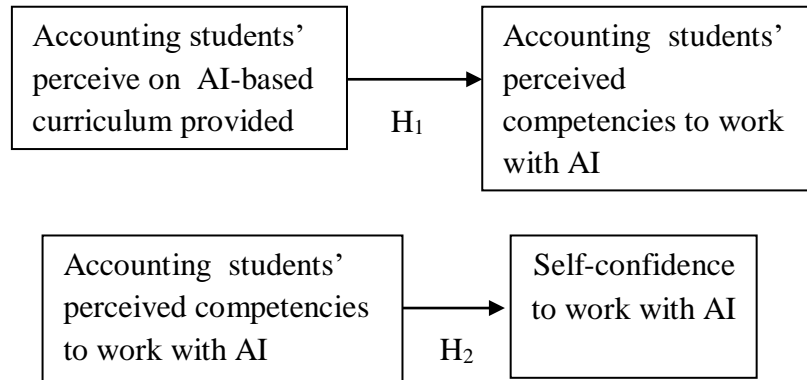 Accounting students’
perceive on AI-based
curriculum provided
H₁
Accounting students’
perceived
competencies to work
with AI
Accounting students’
perceived competencies
to work with AI
H₂
Self-confidence
to work with AI